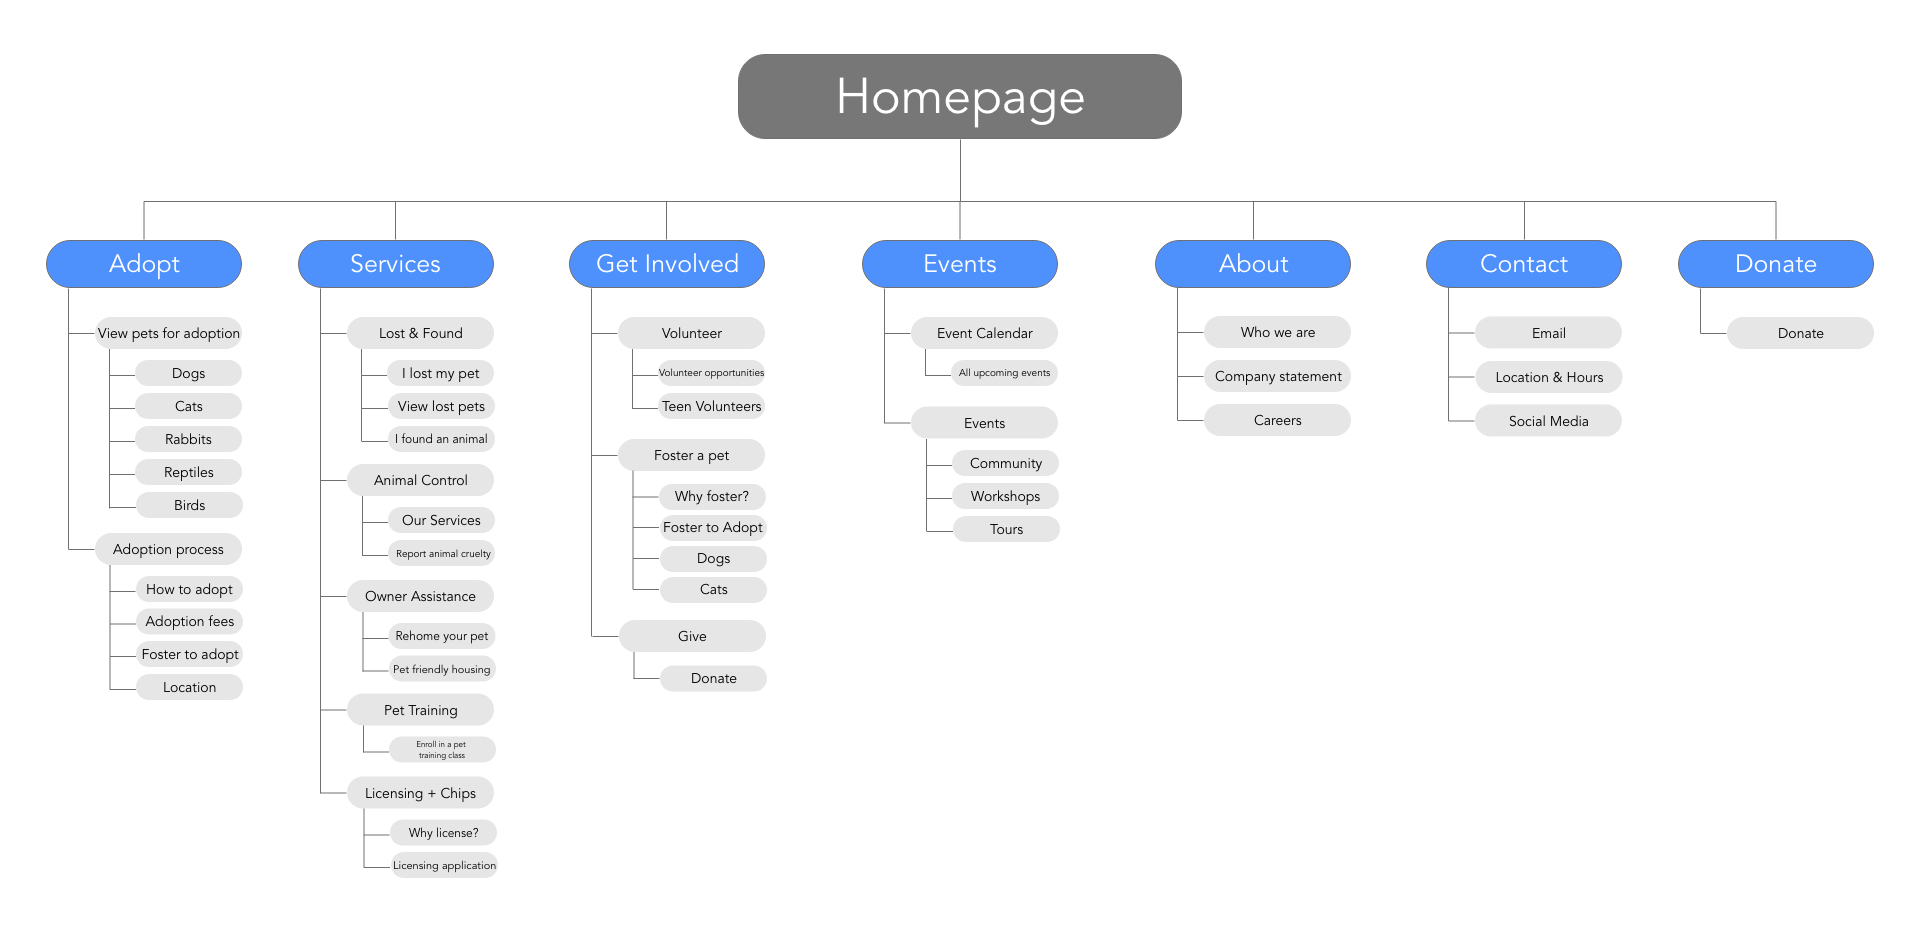 Homepage
Adopt
View pets for adoption
Dogs
Cats
Rabbits
Reptiles
Birds
Adoption process
How to adopt
Adoption fees
Foster to adopt
Location
Services
Lost & Found
I lost my pet
View lost pets
I found an animal
Animal Control
Our Services
Report animal cruelty
Owner Assistance
Rehome your pet
Pet friendly housing
Pet Training
Enroll in a pet
training class
Licensing + Chips
Why license?
Licensing application
Get Involved
Volunteer
Volunteer opportunities
Teen Volunteers
Foster a pet
Why foster?
Foster to Adopt
Dogs
Cats
Give
Donate
Events
Event Calendar
All upcoming events
Events
Community
Workshops
Tours
About
Who we are
Company statement
Careers
Contact
Email
Location & Hours
Social Media
Donate
Donate